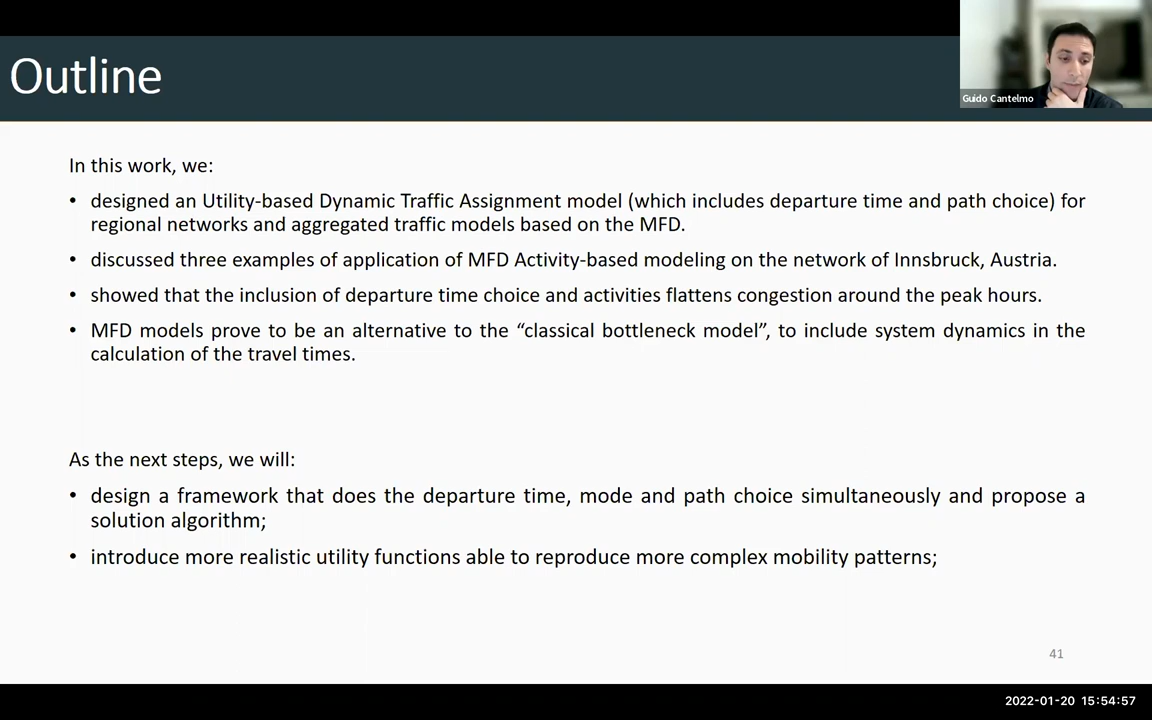 Outline
Guido Cantelmo
In this work, we:
• designed an Utility-based Dynamic Traffic Assignment model (which includes departure time and path choice) for
regional networks and aggregated traffic models based on the MFD.
• discussed three examples of application of MFD Activity-based modeling on the network of Innsbruck, Austria.
• showed that the inclusion of departure time choice and activities flattens congestion around the peak hours.
• MFD models prove to be an alternative to the “classical bottleneck model”, to include system dynamics in the
calculation of the travel times.
As the next steps, we will:
• design a framework that does the departure time, mode and path choice simultaneously and propose a
solution algorithm;
• introduce more realistic utility functions able to reproduce more complex mobility patterns;
41
2022-01-20 15:54:57